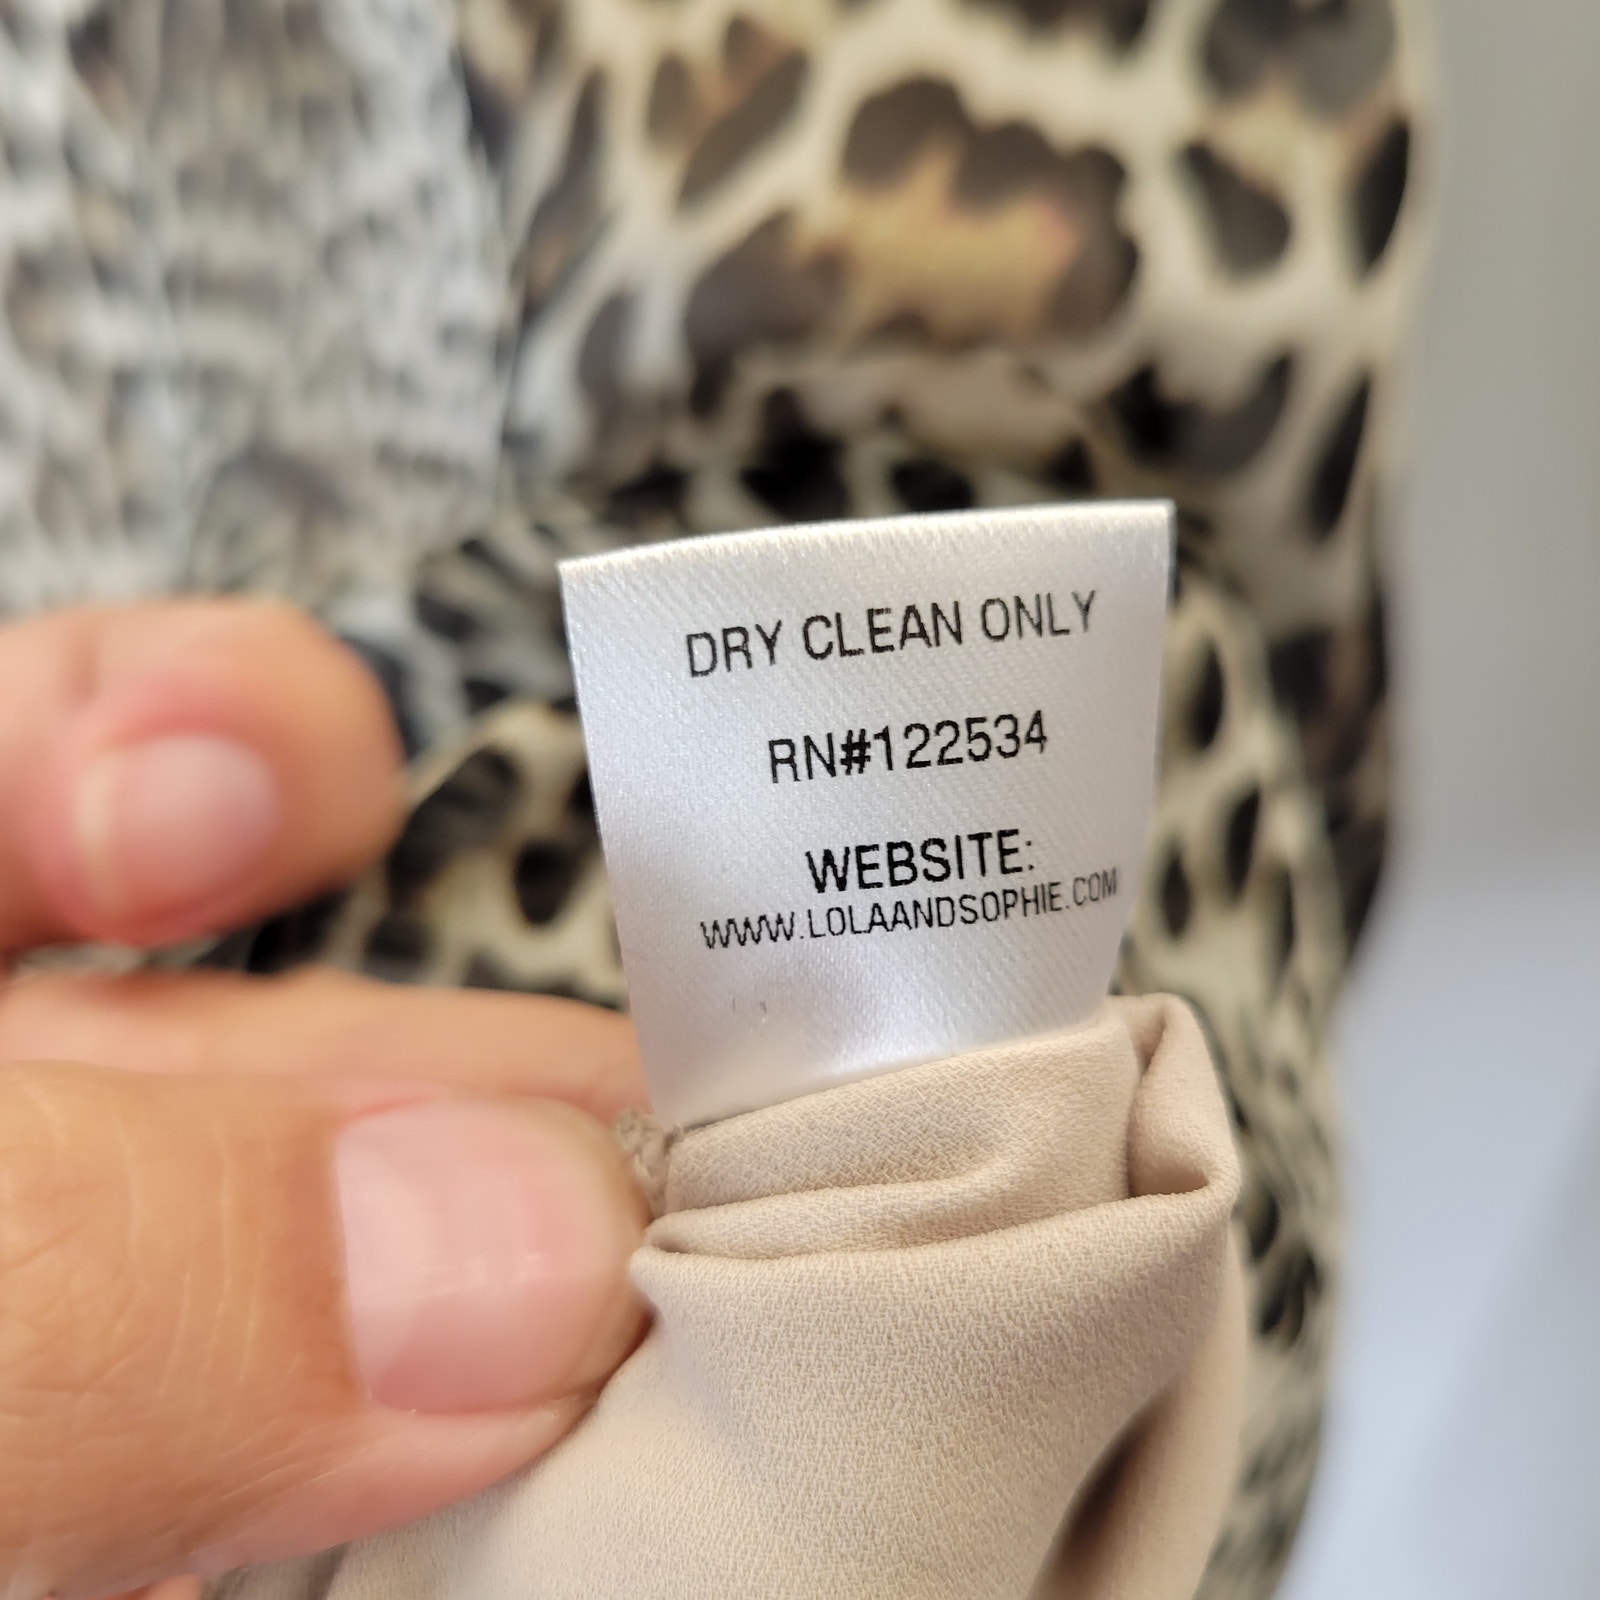 DRY CLEAN ONLY
RN#122534
WEBSITE:
WWW.LOLAANDSOPHIE.COM